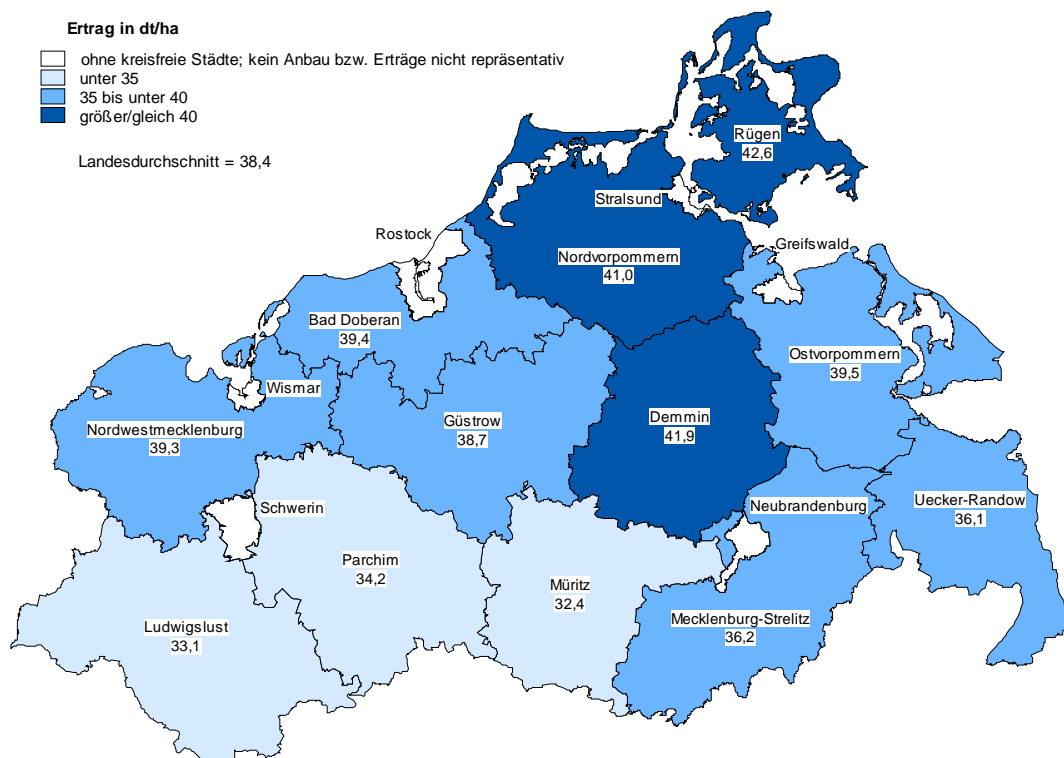 Ertrag in dt/ha
ohne kreisfreie Städte; kein Anbau bzw. Erträge nicht repräsentativ
unter 35
35 bis unter 40
größer/gleich 40
Landesdurchschnitt = 38,4
Rügen
42,6
Stralsund
Rostock
Greifswald
Nordvorpommern
41,0
Bad Doberan
39,4
Ostvorpommern
39,5
Wismar
Güstrow
38,7
Demmin
41,9
Nordwestmecklenburg
39,3
Schwerin
Neubrandenburg
Uecker-Randow
36,1
Parchim
34,2
Müritz
32,4
Mecklenburg-Strelitz
36,2
Ludwigslust
33,1